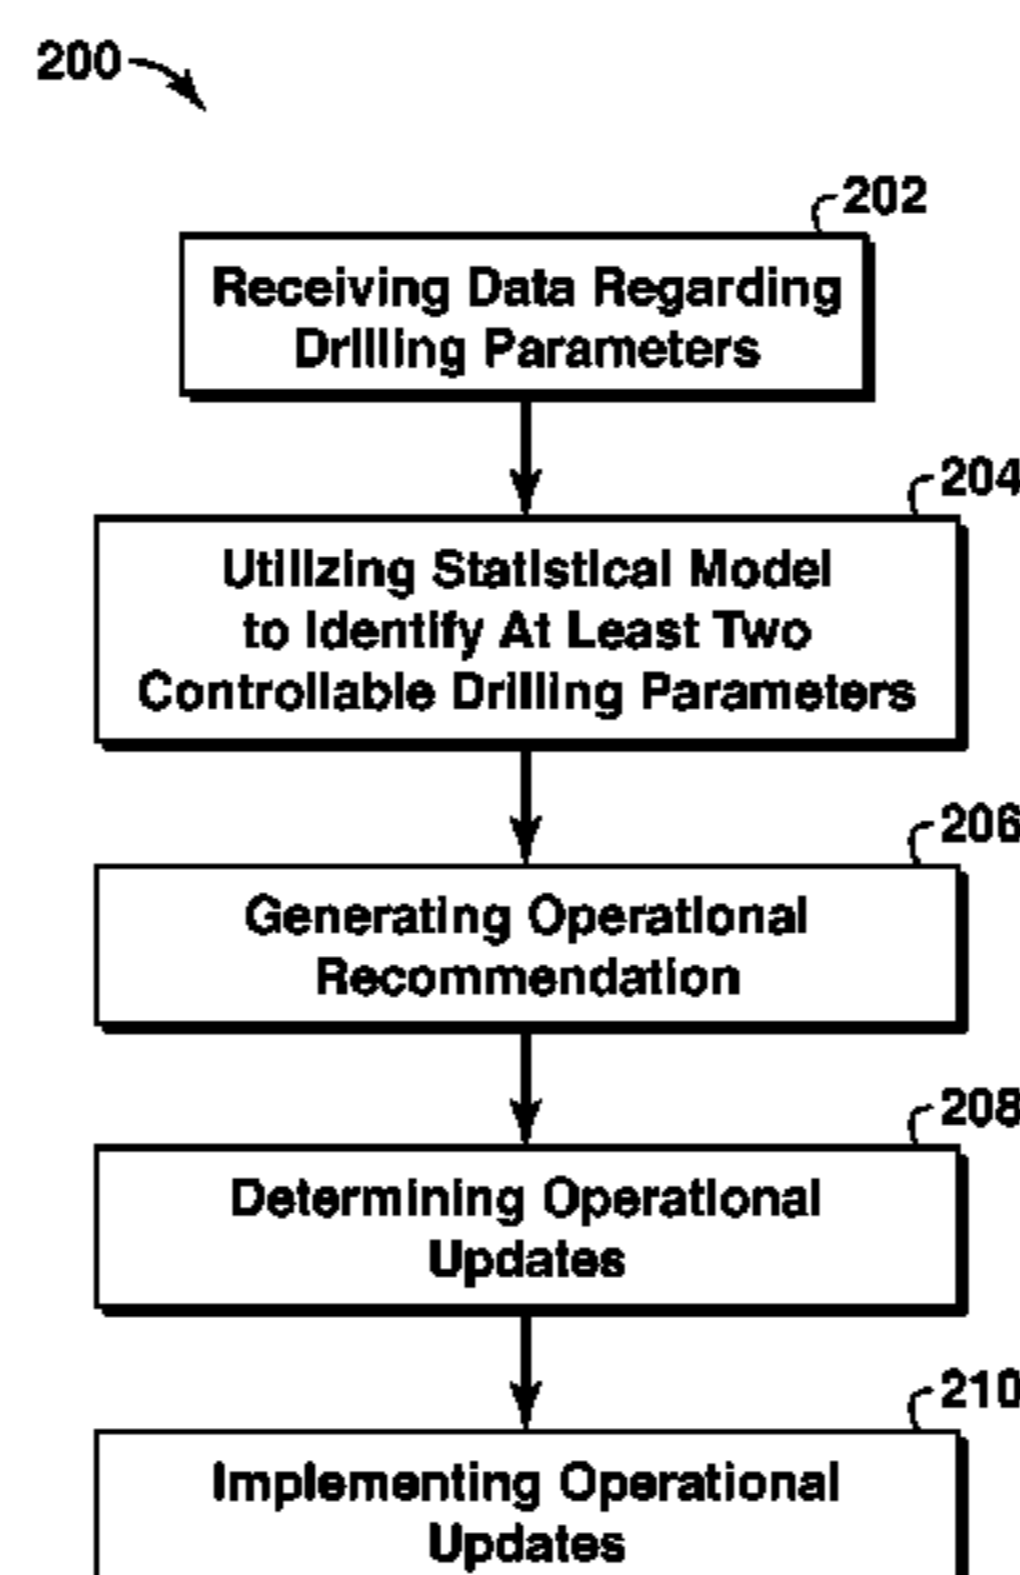 200
202
Receiving Data Regarding
Drilling Parameters
204
Utilizing Statistical Model
to Identify At Least Two
Controllable Drilling Parameters
206
Generating Operational
Recommendation
208
Determining Operational
Updates
210
Implementing Operational
Updates